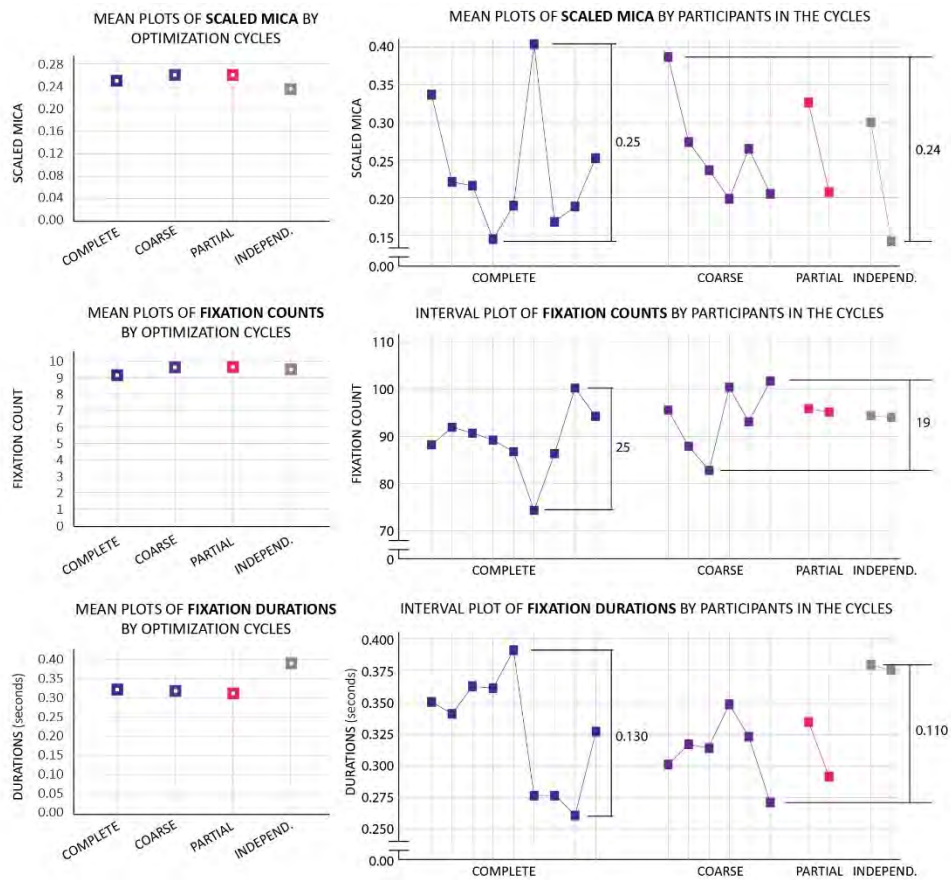 MEAN PLOTS OF SCALED MICA BY
OPTIMIZATION CYCLES
SCALED MICA
0.28
0.24
0.20
0.16
0.12
0.08
0.04
0.00
COMPLETE
COARSE
PARTIAL
INDEPEND.
MEAN PLOTS OF SCALED MICA BY PARTICIPANTS IN THE CYCLES
SCALED MICA
0.40
0.35
0.30
0.25
0.20
0.15
0.00
0.25
0.24
COMPLETE
COARSE
PARTIAL
INDEPEND.
MEAN PLOTS OF FIXATION COUNTS
BY OPTIMIZATION CYCLES
FIXATION COUNT
10
9
8
7
6
5
4
3
2
1
0
COMPLETE
COARSE
PARTIAL
INDEPEND.
INTERVAL PLOT OF FIXATION COUNTS BY PARTICIPANTS IN THE CYCLES
FIXATION COUNT
110
100
90
80
70
0
25
19
COMPLETE
COARSE
PARTIAL
INDEPEND.
MEAN PLOTS OF FIXATION DURATIONS
BY OPTIMIZATION CYCLES
DURATIONS (seconds)
0.40
0.35
0.30
0.25
0.20
0.15
0.10
0.05
0.00
COMPLETE
COARSE
PARTIAL
INDEPEND.
INTERVAL PLOT OF FIXATION DURATIONS BY PARTICIPANTS IN THE CYCLES
DURATIONS (seconds)
0.400
0.375
0.350
0.325
0.300
0.275
0.250
0.00
0.130
0.110
COMPLETE
COARSE
PARTIAL
INDEPEND.